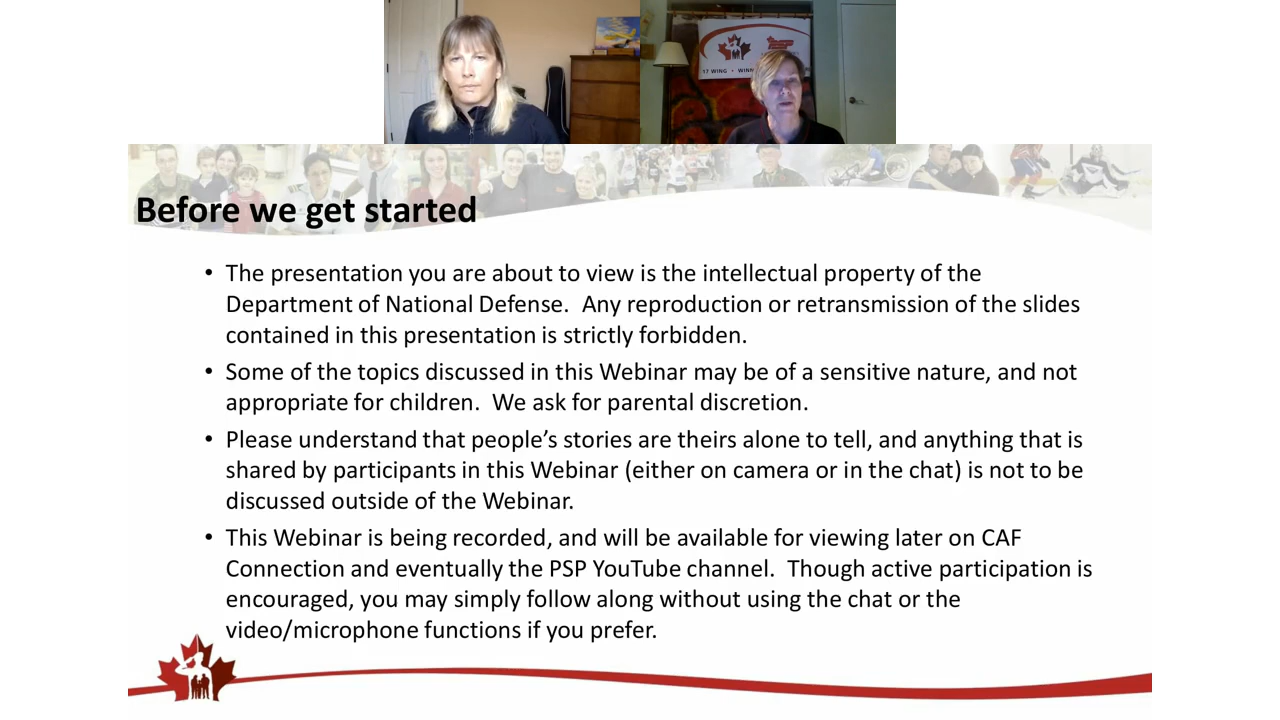 17 WING • WINN
Before we get started
• The presentation you are about to view is the intellectual property of the
Department of National Defense.  Any reproduction or retransmission of the slides
contained in this presentation is strictly forbidden.
• Some of the topics discussed in this Webinar may be of a sensitive nature, and not
appropriate for children.  We ask for parental discretion.
• Please understand that people’s stories are theirs alone to tell, and anything that is
shared by participants in this Webinar (either on camera or in the chat) is not to be
discussed outside of the Webinar.
• This Webinar is being recorded, and will be available for viewing later on CAF
Connection and eventually the PSP YouTube channel.  Though active participation is
encouraged, you may simply follow along without using the chat or the
video/microphone functions if you prefer.